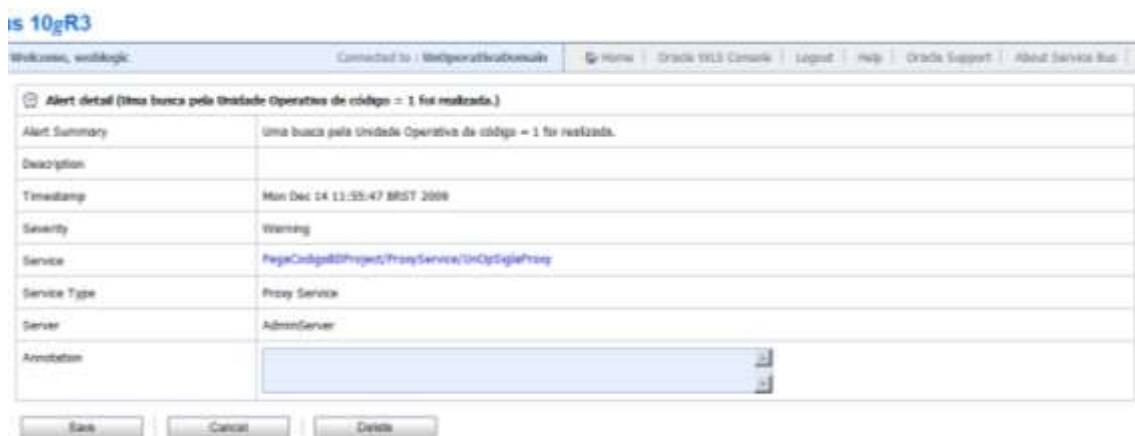 s 10gR3
Welcome, weblogic Connected to : UnOperativaDomain Home | Oracle WLS Console | Logout | Help | Oracle Support | About Service Bus |
Alert detail (Uma busca pela Unidade Operativa de código = 1 foi realizada.)
Alert Summary Uma busca pela Unidade Operativa de código = 1 foi realizada.
Description
Timestamp Mon Dec 14 11:55:47 BRST 2009
Severity Warning
Service PegaCodigoBDProject/ProxyService/UnOpSiglaProxy
Service Type Proxy Service
Server AdminServer
Annotation
Save Cancel Delete